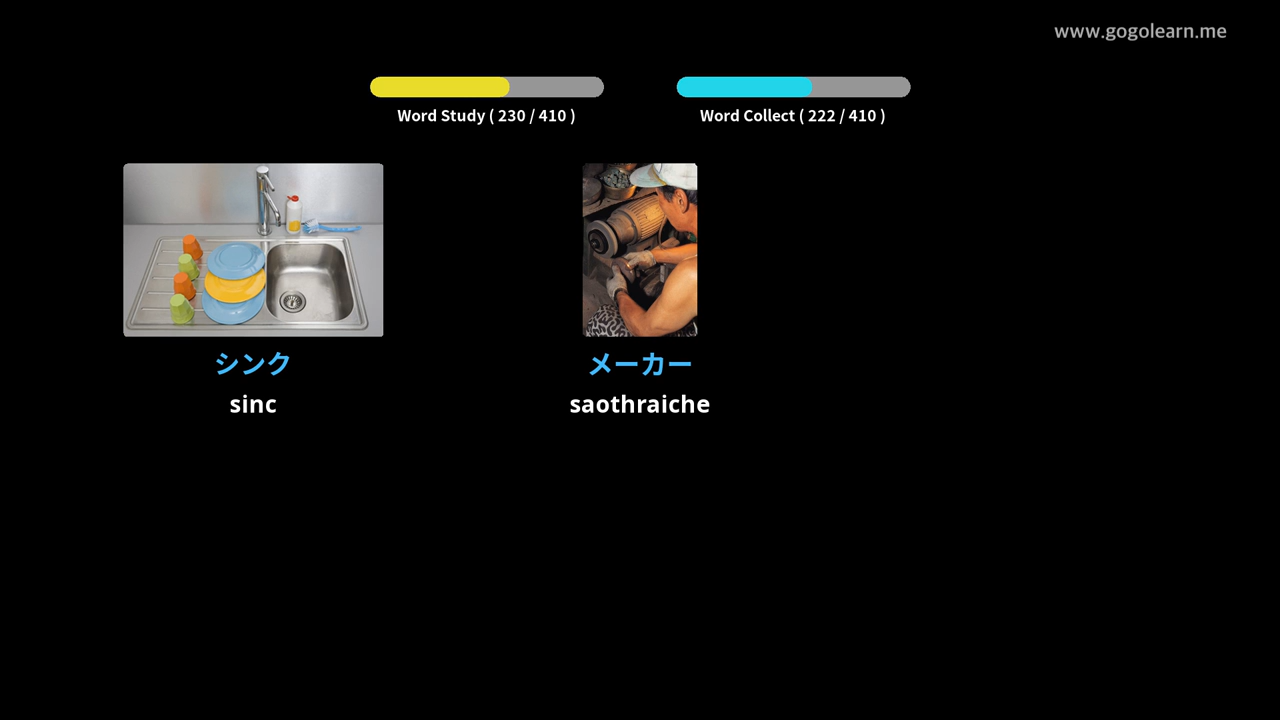 www.gogolearn.me
Word Study ( 230 / 410 )
Word Collect ( 222 / 410 )
シンク
sinc
メーカー
saothraiche